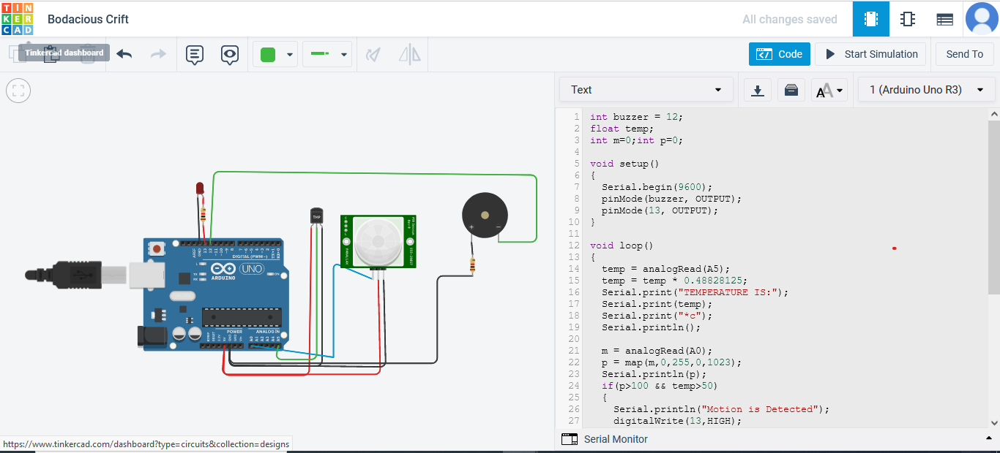 TIN
KER
CAD
Bodacious Crift
All changes saved
Tinkercad dashboard
Code
Start Simulation
Send To
Text
1 (Arduino Uno R3)
1 int buzzer = 12;
2 float temp;
3 int m=0;int p=0;
4
5 void setup()
6 {
7 Serial.begin(9600);
8 pinMode(buzzer, OUTPUT);
9 pinMode(13, OUTPUT);
10 }
11
12 void loop()
13 {
14 temp = analogRead(A5);
15 temp = temp * 0.48828125;
16 Serial.print("TEMPERATURE IS:");
17 Serial.print(temp);
18 Serial.print("*c");
19 Serial.println();
20
21 m = analogRead(A0);
22 p = map(m,0,255,0,1023);
23 Serial.println(p);
24 if(p>100 && temp>50)
25 {
26 Serial.println("Motion is Detected");
27 digitalWrite(13,HIGH);
Serial Monitor
TMP
DIGITAL (PWM~)
UNO
ARDUINO
TX
RX
ON
POWER
ANALOG IN
https://www.tinkercad.com/dashboard?type=circuits&collection=designs